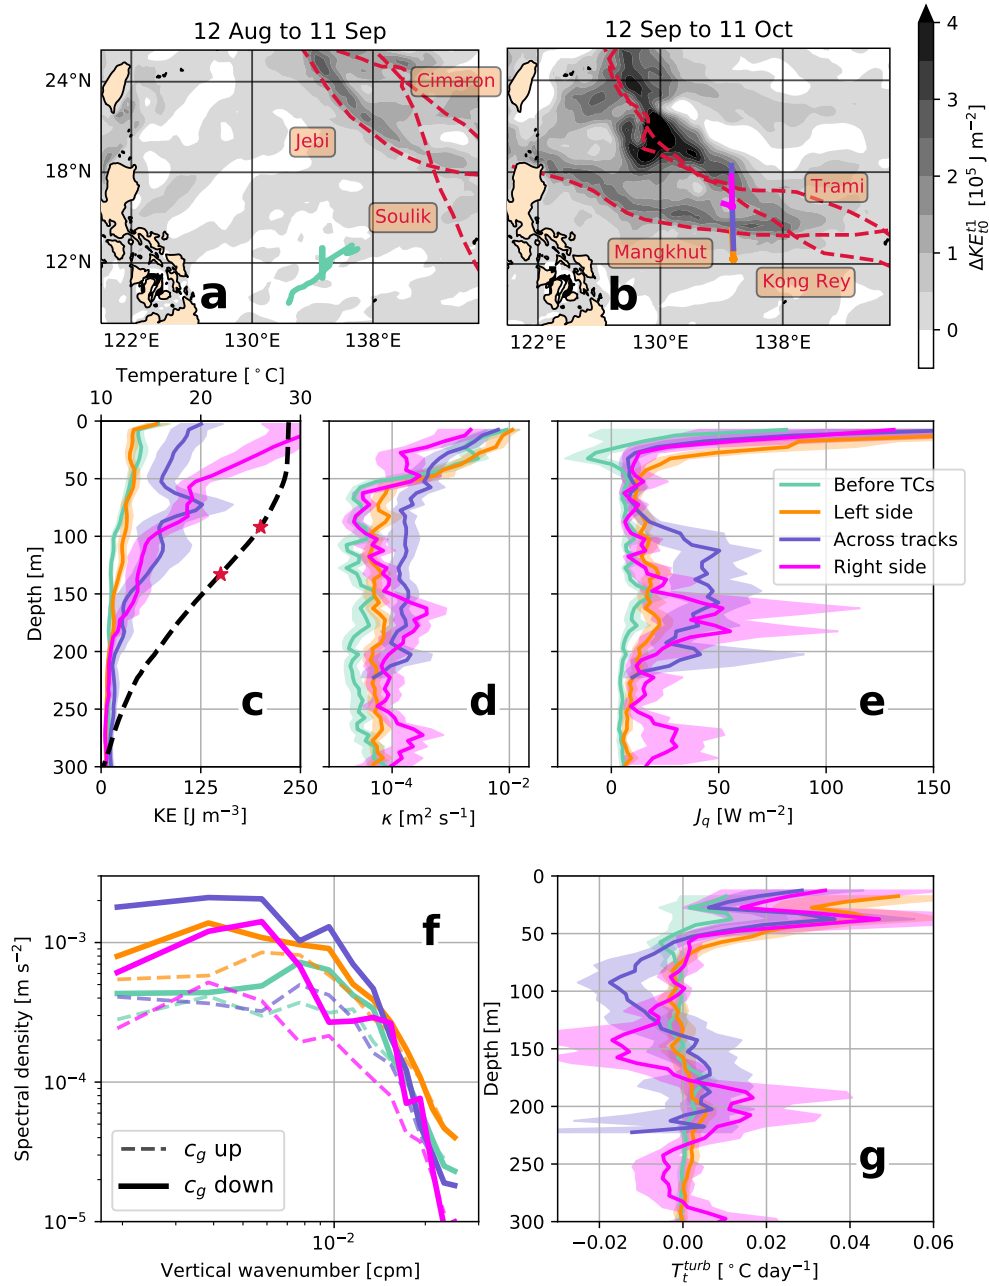 12 Aug to 11 Sep
12 Sep to 11 Oct
24°N
18°N
12°N
122°E
130°E
138°E
Cimaron
Jebi
Soulik
a
122°E
130°E
138°E
Trami
Mangkhut
Kong Rey
b
4
3
2
1
0
ΔKE_{t0}^{t1} [10⁵ J m⁻²]
Temperature [°C]
10
20
30
0
50
100
150
200
250
300
Depth [m]
0
125
250
KE [J m⁻³]
c
10⁻⁴
10⁻²
κ [m² s⁻¹]
d
0
50
100
150
J_q [W m⁻²]
e
Before TCs
Left side
Across tracks
Right side
10⁻³
10⁻⁴
10⁻⁵
Spectral density [m s⁻²]
10⁻²
Vertical wavenumber [cpm]
f
c_g up
c_g down
0
50
100
150
200
250
300
Depth [m]
−0.02
0.00
0.02
0.04
0.06
T_t^{turb} [°C day⁻¹]
g